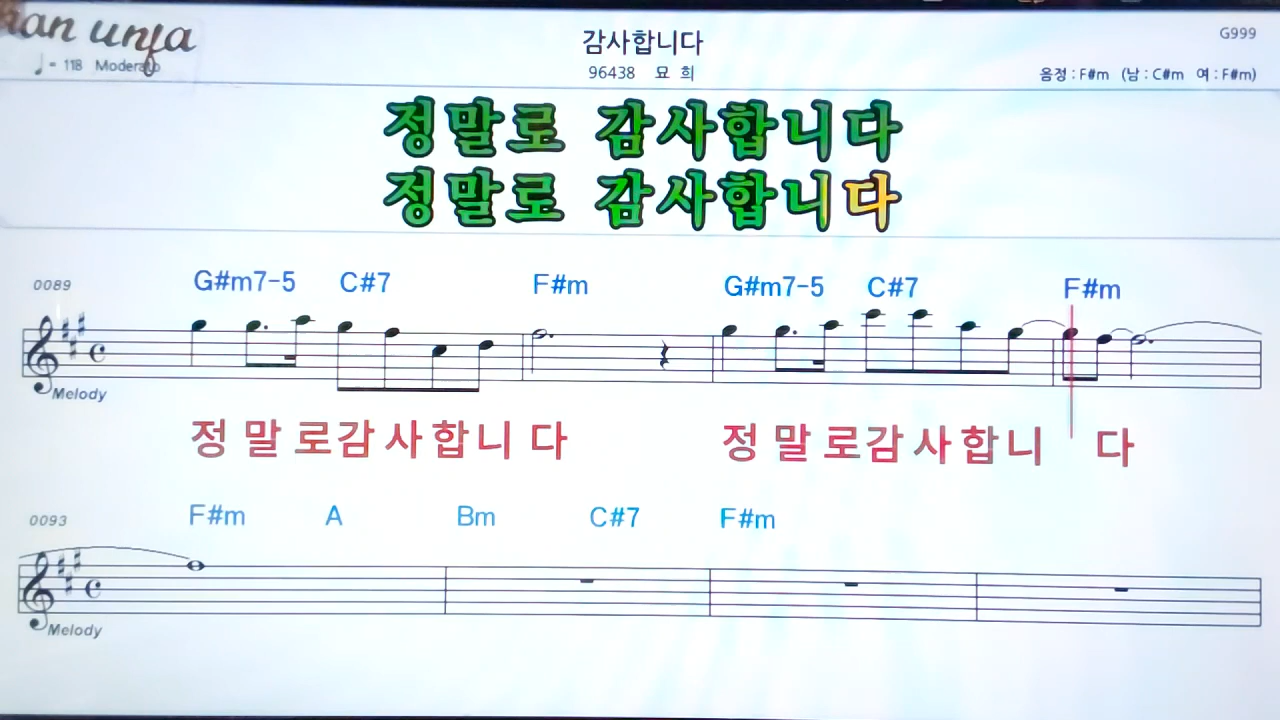 an unfa
감사합니다
G999
♩= 118 Moderato
96438 묘 희
음정 : F#m (남 : C#m 여 : F#m)
정말로 감사합니다
정말로 감사합니다
0089
G#m7-5 C#7 F#m G#m7-5 C#7 F#m
Melody
정 말 로감사합니 다 정 말 로감사합니 다
0093
F#m A Bm C#7 F#m
Melody